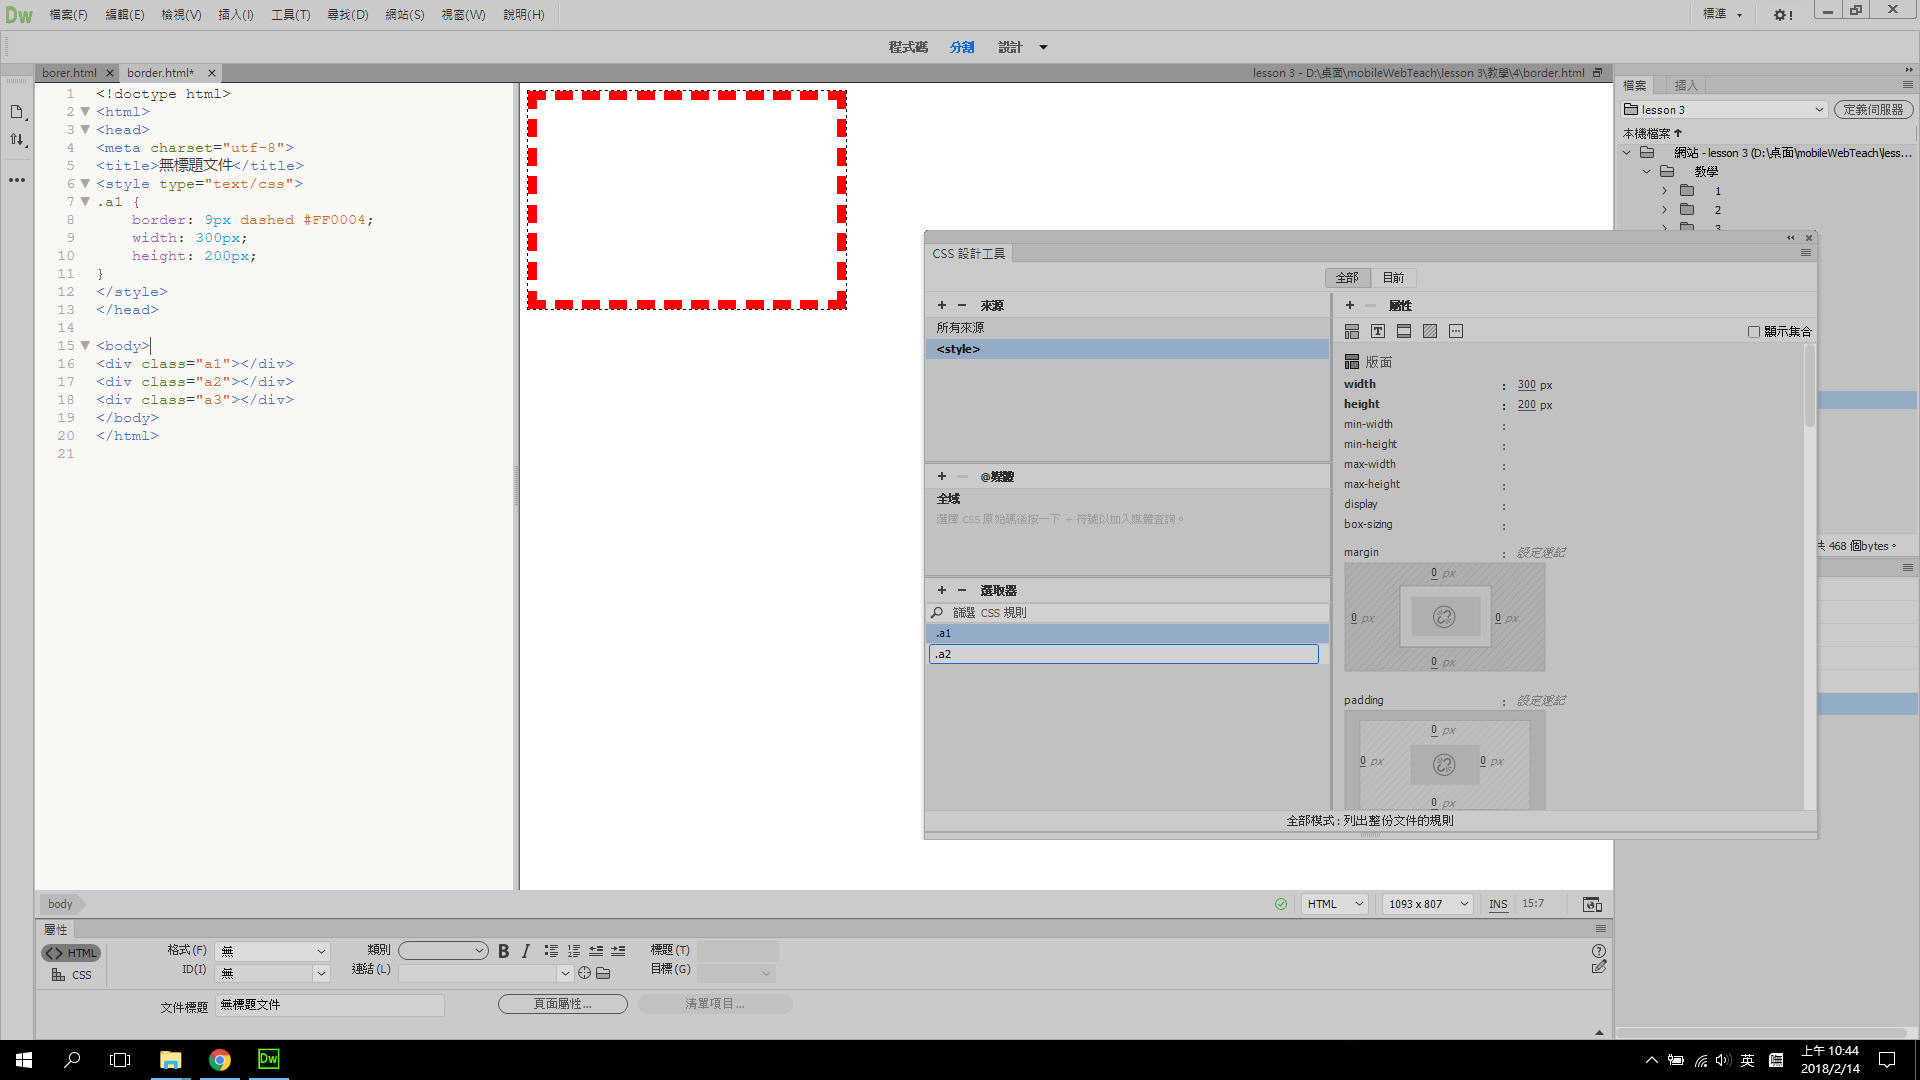 Dw 檔案(F) 編輯(E) 檢視(V) 插入(I) 工具(T) 尋找(D) 網站(S) 視窗(W) 說明(H) 標準 !
程式碼 分割 設計
borer.html × border.html* × lesson 3 - D:\桌面\mobileWebTeach\lesson 3\教學\4\border.html
1 <!doctype html>
2 <html>
3 <head>
4 <meta charset="utf-8">
5 <title>無標題文件</title>
6 <style type="text/css">
7 .a1 {
8 border: 9px dashed #FF0004;
9 width: 300px;
10 height: 200px;
11 }
12 </style>
13 </head>
14
15 <body>
16 <div class="a1"></div>
17 <div class="a2"></div>
18 <div class="a3"></div>
19 </body>
20 </html>
21
檔案 插入
lesson 3 定義伺服器
本機檔案
網站 - lesson 3 (D:\桌面\mobileWebTeach\less...
教學
1
2
3
CSS 設計工具
全部 目前
+ − 來源
所有來源
<style>
+ − @媒體
全域
選擇 CSS 原始碼後按一下 + 符號以加入媒體查詢。
+ − 選取器
篩選 CSS 規則
.a1
.a2
+ − 屬性
顯示集合
版面
width : 300 px
height : 200 px
min-width :
min-height :
max-width :
max-height :
display :
box-sizing :
margin : 設定速記
0 px
0 px 0 px
0 px
padding : 設定速記
0 px
0 px 0 px
0 px
全部模式 : 列出整份文件的規則
共 468 個bytes。
body HTML 1093 x 807 INS 15:7
屬性
<> HTML 格式(F) 無 類別 B I 標題(T)
CSS ID(I) 無 連結(L) 目標(G)
文件標題 無標題文件 頁面屬性... 清單項目...
Dw 英 上午 10:44
2018/2/14